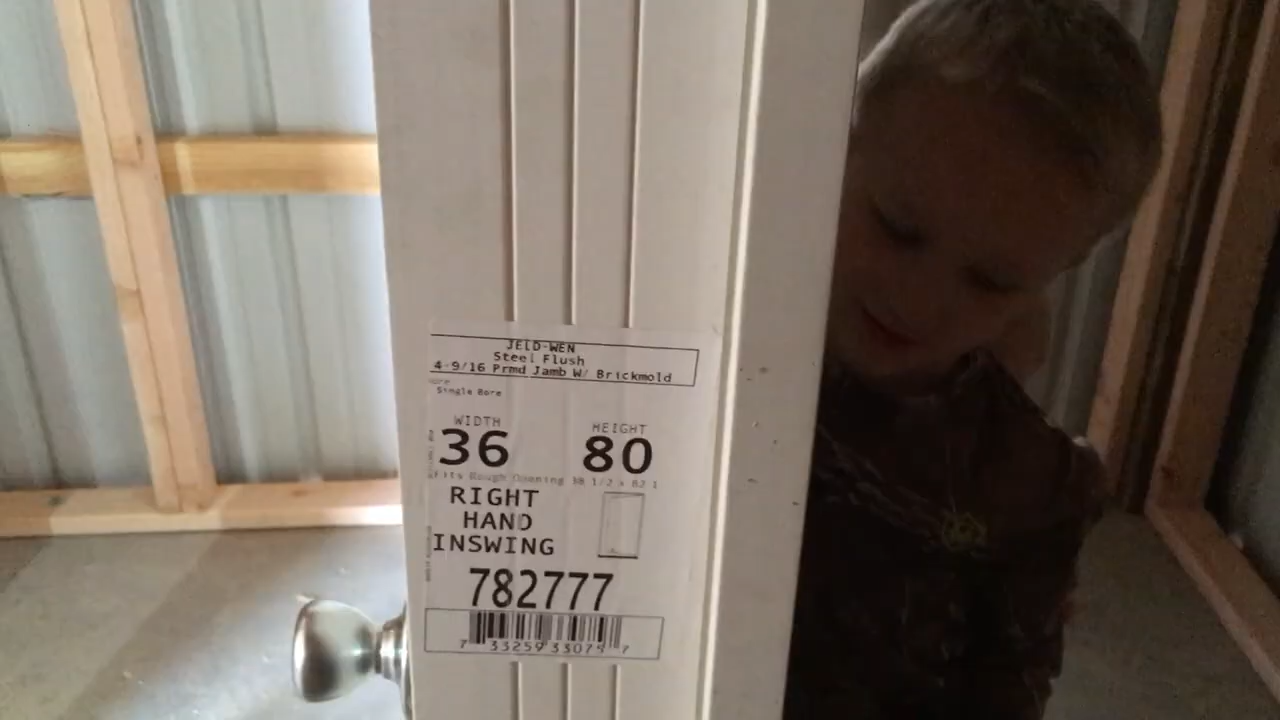 JELD-WEN
Steel Flush
4-9/16 Prmd Jamb W/ Brickmold
Single Bore
WIDTH
HEIGHT
36
80
Fits Rough Opening 38 1/2 x 82 1
RIGHT
HAND
INSWING
782777
7 33259 33075 7